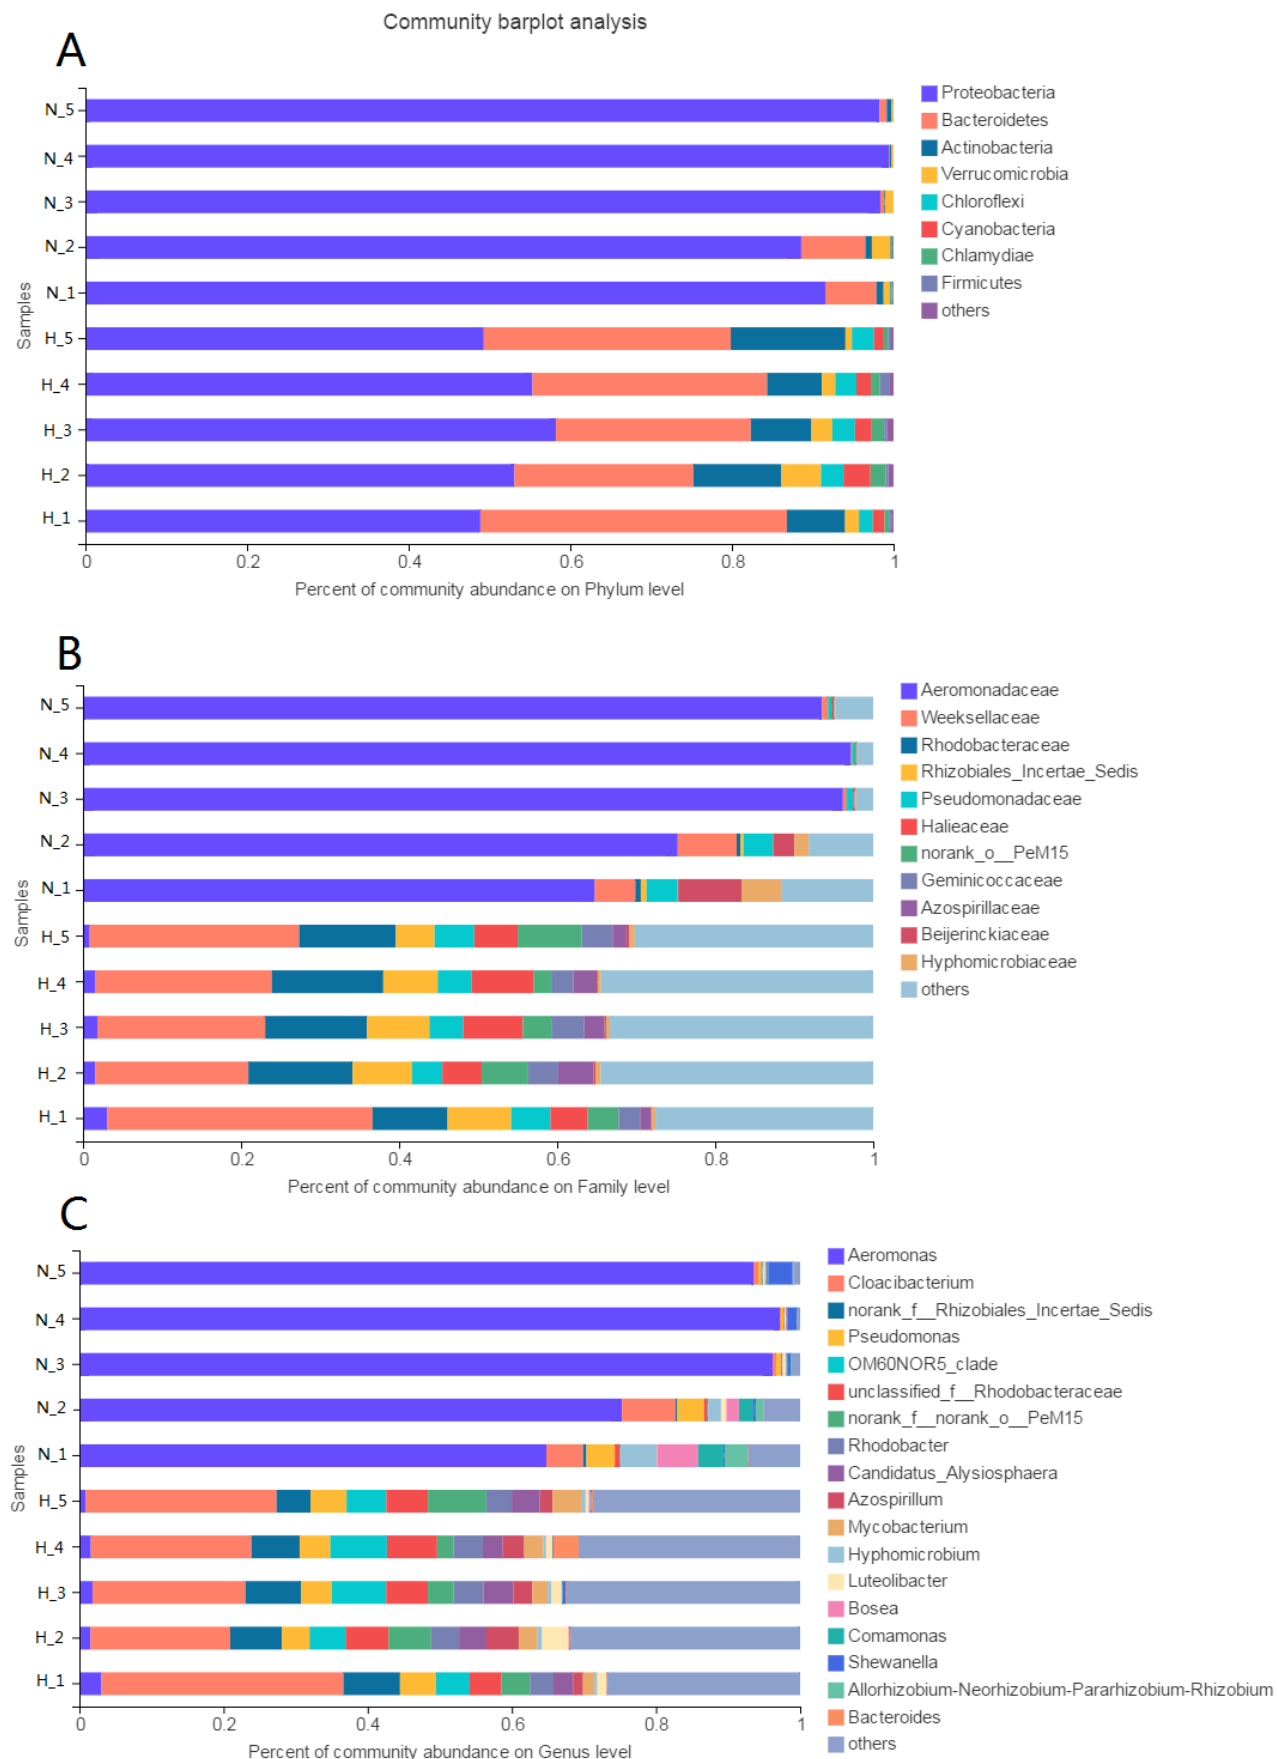 Community barplot analysis
A
N_5
N_4
N_3
N_2
N_1
H_5
H_4
H_3
H_2
H_1
Samples
0 0.2 0.4 0.6 0.8 1
Percent of community abundance on Phylum level
Proteobacteria
Bacteroidetes
Actinobacteria
Verrucomicrobia
Chloroflexi
Cyanobacteria
Chlamydiae
Firmicutes
others
B
N_5
N_4
N_3
N_2
N_1
H_5
H_4
H_3
H_2
H_1
Samples
0 0.2 0.4 0.6 0.8 1
Percent of community abundance on Family level
Aeromonadaceae
Weeksellaceae
Rhodobacteraceae
Rhizobiales_Incertae_Sedis
Pseudomonadaceae
Halieaceae
norank_o__PeM15
Geminicoccaceae
Azospirillaceae
Beijerinckiaceae
Hyphomicrobiaceae
others
C
N_5
N_4
N_3
N_2
N_1
H_5
H_4
H_3
H_2
H_1
Samples
0 0.2 0.4 0.6 0.8 1
Percent of community abundance on Genus level
Aeromonas
Cloacibacterium
norank_f__Rhizobiales_Incertae_Sedis
Pseudomonas
OM60NOR5_clade
unclassified_f__Rhodobacteraceae
norank_f__norank_o__PeM15
Rhodobacter
Candidatus_Alysiosphaera
Azospirillum
Mycobacterium
Hyphomicrobium
Luteolibacter
Bosea
Comamonas
Shewanella
Allorhizobium-Neorhizobium-Pararhizobium-Rhizobium
Bacteroides
others